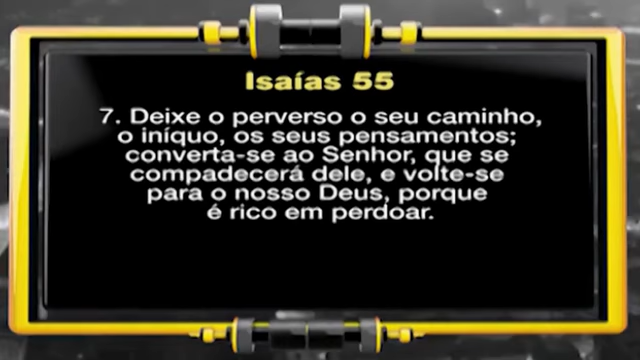 Isaías 55
7. Deixe o perverso o seu caminho,
o iníquo, os seus pensamentos;
converta-se ao Senhor, que se
compadecerá dele, e volte-se
para o nosso Deus, porque
é rico em perdoar.